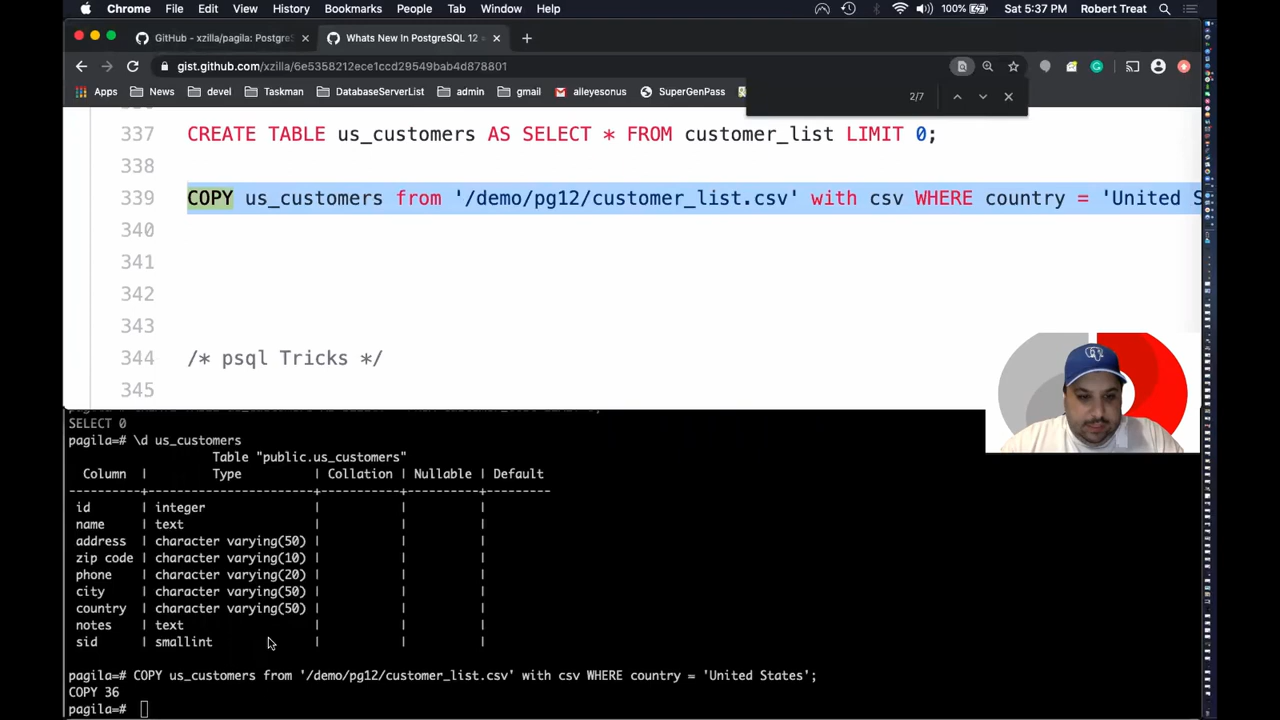 Chrome File Edit View History Bookmarks People Tab Window Help 100% Sat 5:37 PM Robert Treat
GitHub - xzilla/pagila: Postgre × Whats New In PostgreSQL 12 × +
gist.github.com/xzilla/6e5358212ece1ccd29549bab4d878801
Apps News devel Taskman DatabaseServerList admin gmail alleyesonus SuperGenPass
2/7
337 CREATE TABLE us_customers AS SELECT * FROM customer_list LIMIT 0;
338
339 COPY us_customers from '/demo/pg12/customer_list.csv' with csv WHERE country = 'United S
340
341
342
343
344 /* psql Tricks */
345
SELECT 0
pagila=# \d us_customers
Table "public.us_customers"
Column | Type | Collation | Nullable | Default
----------+-----------------------+-----------+----------+---------
id | integer | | |
name | text | | |
address | character varying(50) | | |
zip code | character varying(10) | | |
phone | character varying(20) | | |
city | character varying(50) | | |
country | character varying(50) | | |
notes | text | | |
sid | smallint | | |
pagila=# COPY us_customers from '/demo/pg12/customer_list.csv' with csv WHERE country = 'United States';
COPY 36
pagila=#